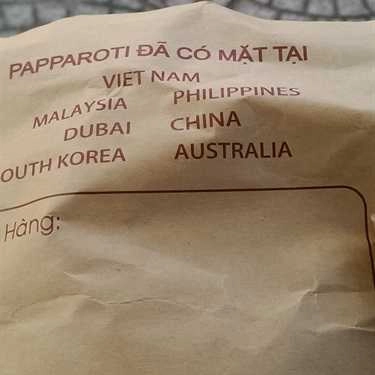 PAPPAROTI ĐÃ CÓ MẶT TẠI
VIET NAM
MALAYSIA PHILIPPINES
DUBAI CHINA
OUTH KOREA AUSTRALIA
Hàng: